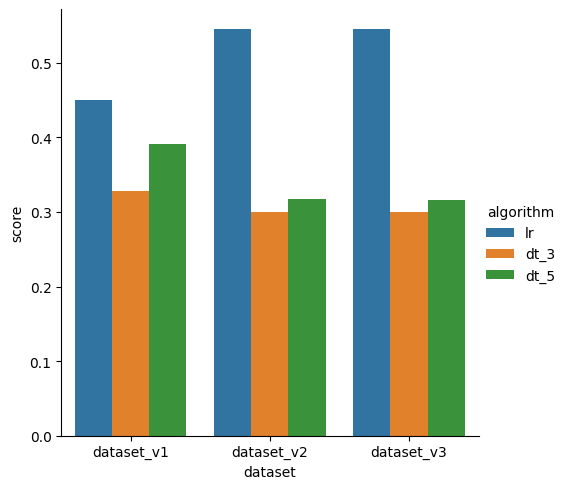 score
0.5
0.4
0.3
0.2
0.1
0.0
dataset_v1
dataset_v2
dataset_v3
dataset
algorithm
lr
dt_3
dt_5